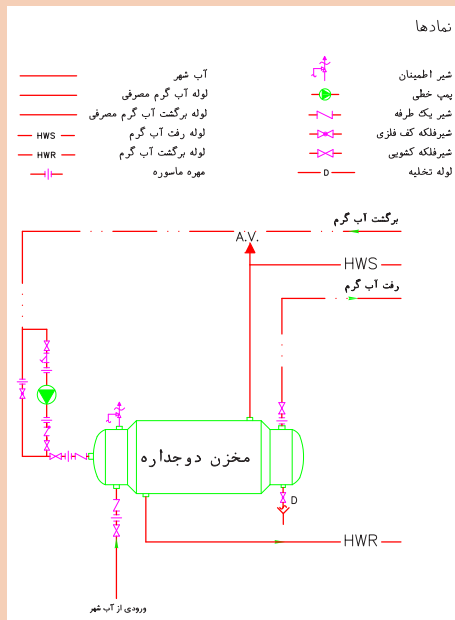 نمادها
شیر اطمینان
پمپ خطی
شیر یک طرفه
شیرفلکه کف فلزی
شیرفلکه کشویی
لوله تخلیه
D
آب شهر
لوله آب گرم مصرفی
لوله برگشت آب گرم مصرفی
لوله رفت آب گرم
HWS
لوله برگشت آب گرم
HWR
مهره ماسوره
برگشت آب گرم
A.V.
HWS
رفت آب گرم
مخزن دوجداره
D
HWR
ورودی از آب شهر